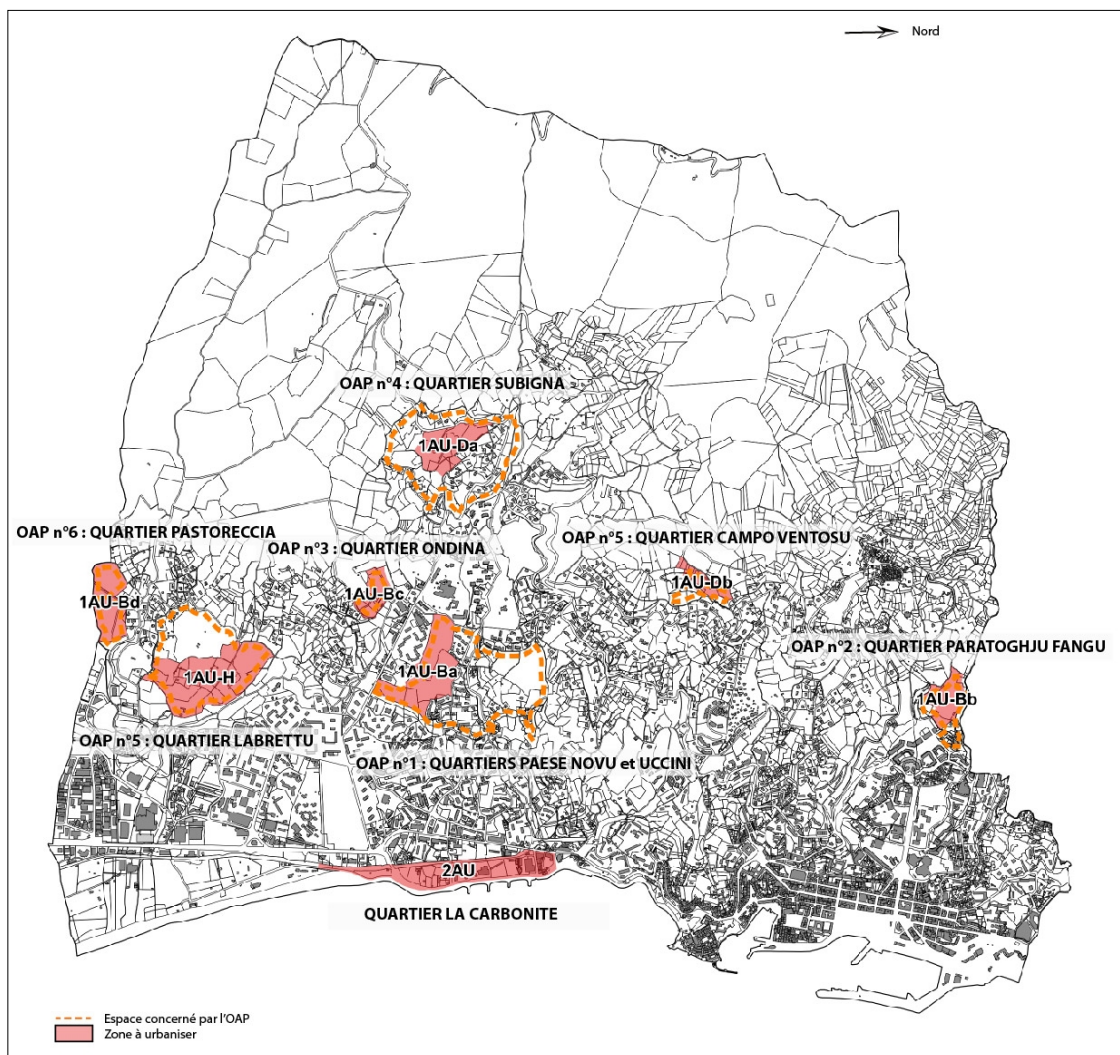 Nord
OAP n°4 : QUARTIER SUBIGNA
1AU-Da
OAP n°6 : QUARTIER PASTORECCIA
OAP n°3 : QUARTIER ONDINA
OAP n°5 : QUARTIER CAMPO VENTOSU
1AU-Bd
1AU-Bc
1AU-Db
OAP n°2 : QUARTIER PARATOGHJU FANGU
1AU-H
1AU-Ba
1AU-Bb
OAP n°5 : QUARTIER LABRETTU
OAP n°1 : QUARTIERS PAESE NOVU et UCCINI
2AU
QUARTIER LA CARBONITE
Espace concerné par l'OAP
Zone à urbaniser